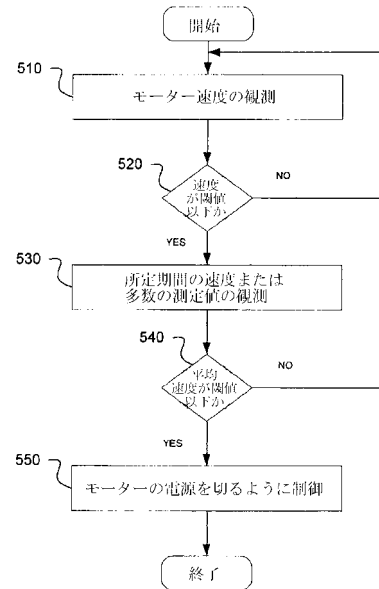 開始
510
モーター速度の観測
520
速度
が閾値
以下か
NO
YES
530
所定期間の速度または
多数の測定値の観測
540
平均
速度が閾値
以下か
NO
YES
550
モーターの電源を切るように制御
終了